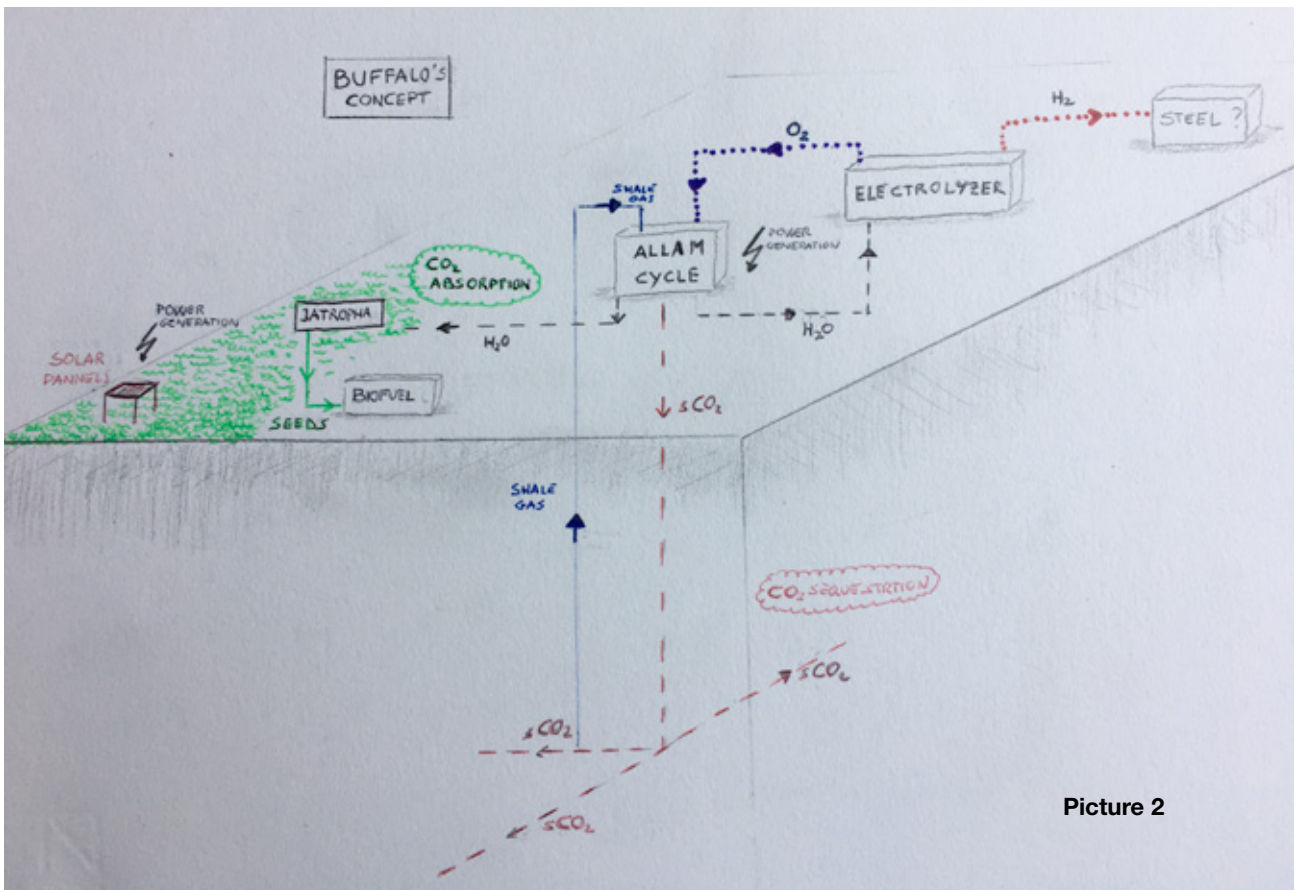 BUFFALO'S
CONCEPT
H2
STEEL ?
O2
ELECTROLYZER
SHALE
GAS
ALLAM
CYCLE
POWER
GENERATION
CO2
ABSORPTION
H2O
H2O
JATROPHA
POWER
GENERATION
SOLAR
PANNELS
BIOFUEL
SEEDS
sCO2
SHALE
GAS
CO2 SEQUESTRTION
sCO2
sCO2
sCO2
Picture 2